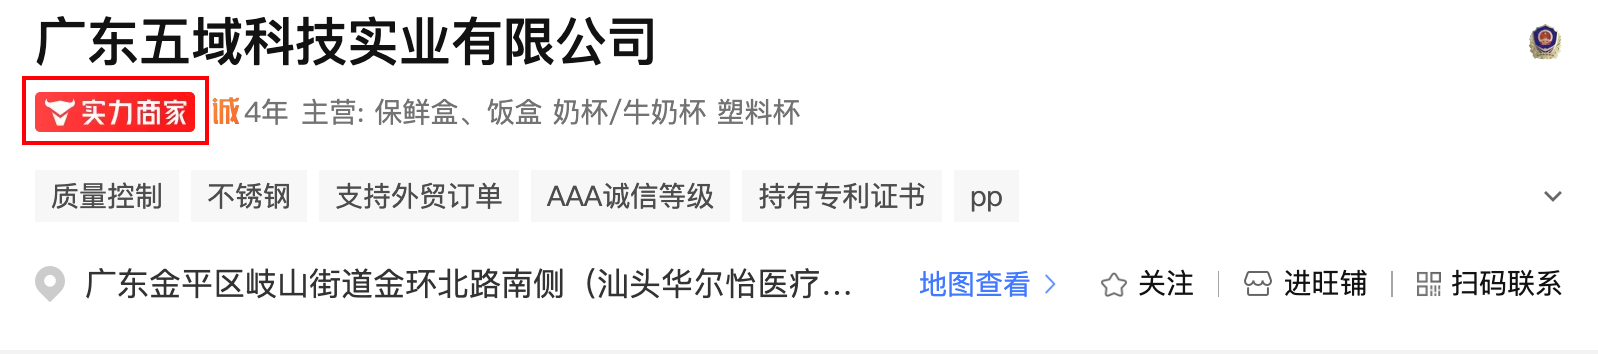 广东五域科技实业有限公司
实力商家 诚4年 主营: 保鲜盒、饭盒 奶杯/牛奶杯 塑料杯
质量控制 不锈钢 支持外贸订单 AAA诚信等级 持有专利证书 pp
广东金平区岐山街道金环北路南侧（汕头华尔怡医疗... 地图查看 关注 进旺铺 扫码联系